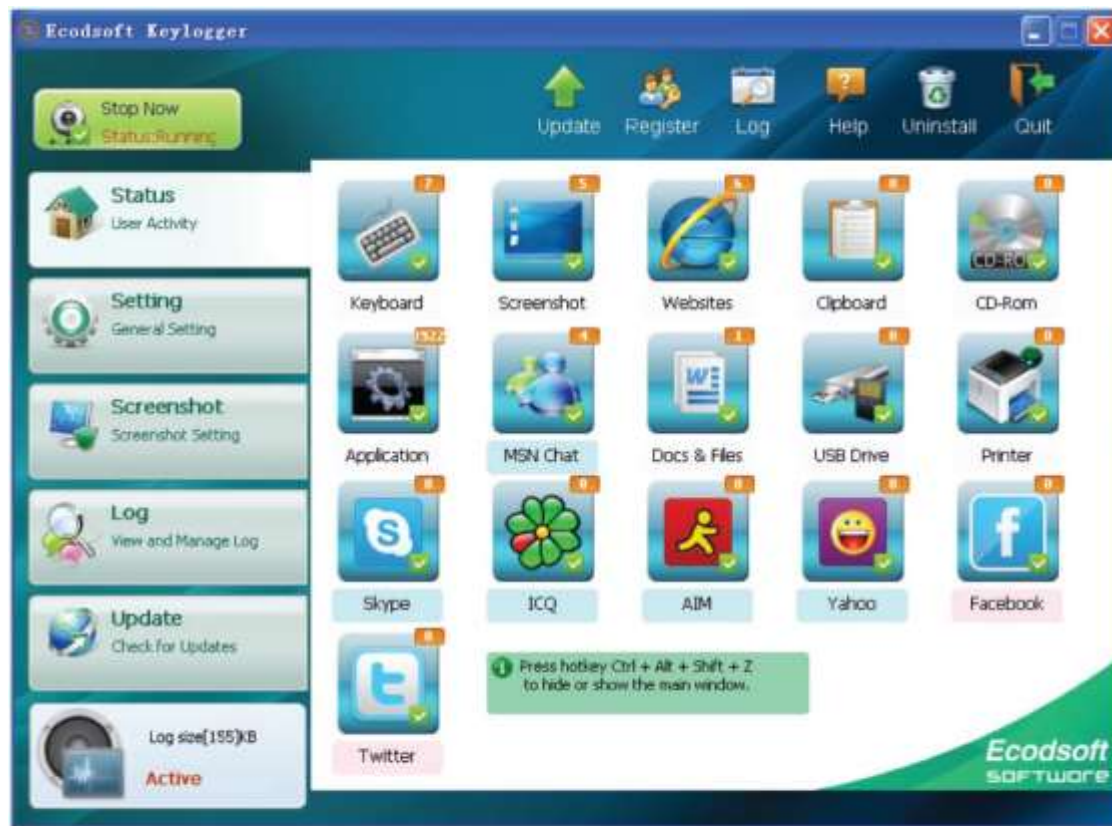 Ecodsoft Keylogger
Stop Now
Status:Running
Update
Register
Log
Help
Uninstall
Quit
Status
User Activity
Setting
General Setting
Screenshot
Screenshot Setting
Log
View and Manage Log
Update
Check for Updates
Log size[155]KB
Active
7
5
6
0
0
Keyboard
Screenshot
Websites
Clipboard
CD-ROM
CD-Rom
1522
4
1
0
0
W
Application
MSN Chat
Docs & Files
USB Drive
Printer
0
0
0
0
0
S
f
Skype
ICQ
AIM
Yahoo
Facebook
0
t
Twitter
Press hotkey Ctrl + Alt + Shift + Z
to hide or show the main window.
Ecodsoft
SOFTWARE